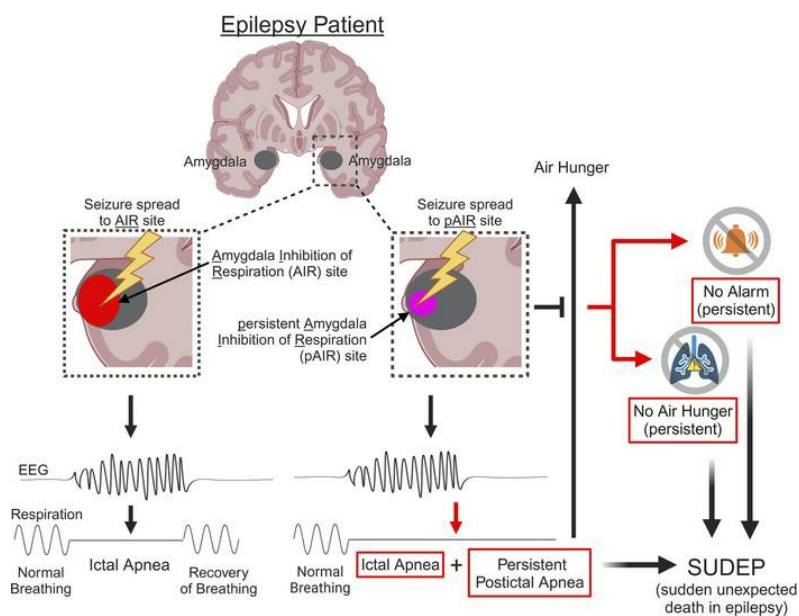 Epilepsy Patient
Amygdala
Amygdala
Seizure spread
to AIR site
Seizure spread
to pAIR site
Air Hunger
Amygdala Inhibition of
Respiration (AIR) site
persistent Amygdala
Inhibition of Respiration
(pAIR) site
No Alarm
(persistent)
No Air Hunger
(persistent)
EEG
Respiration
Normal
Breathing
Ictal Apnea
Recovery
of Breathing
Normal
Breathing
Ictal Apnea
+
Persistent
Postictal Apnea
SUDEP
(sudden unexpected
death in epilepsy)